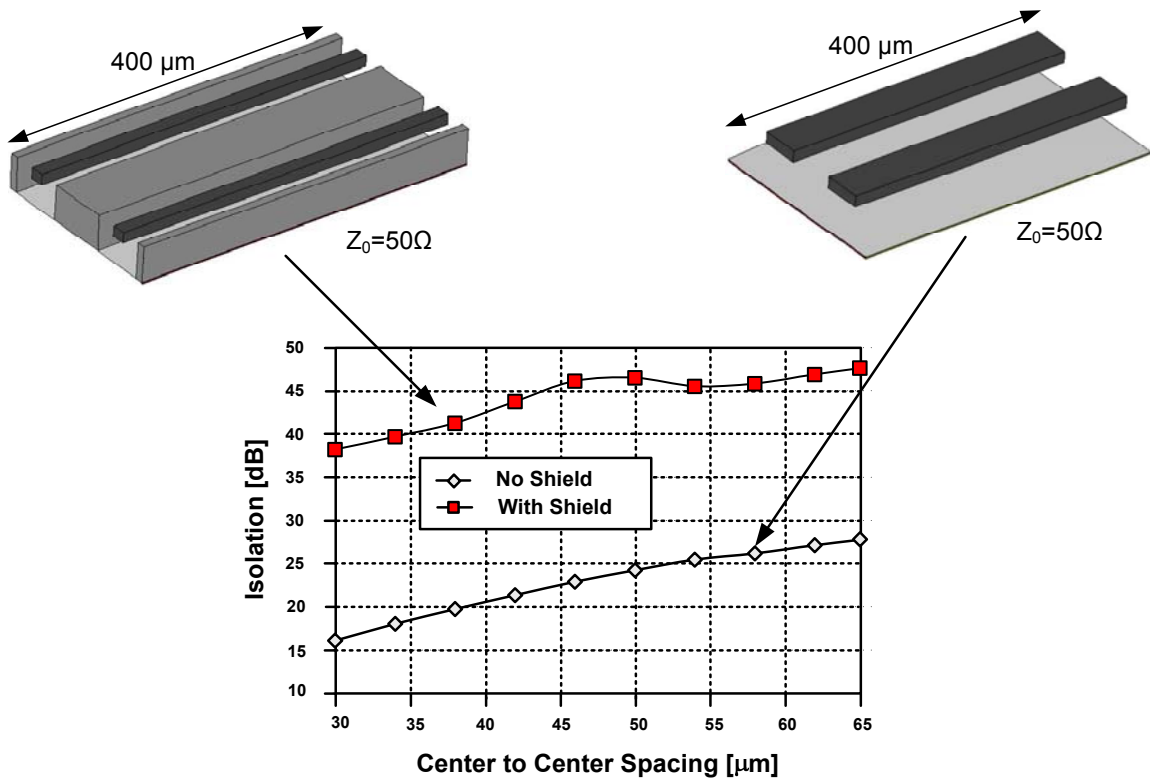 400 µm
400 µm
Z0=50Ω
Z0=50Ω
50
45
40
35
30
25
20
15
10
Isolation [dB]
No Shield
With Shield
30 35 40 45 50 55 60 65
Center to Center Spacing [µm]